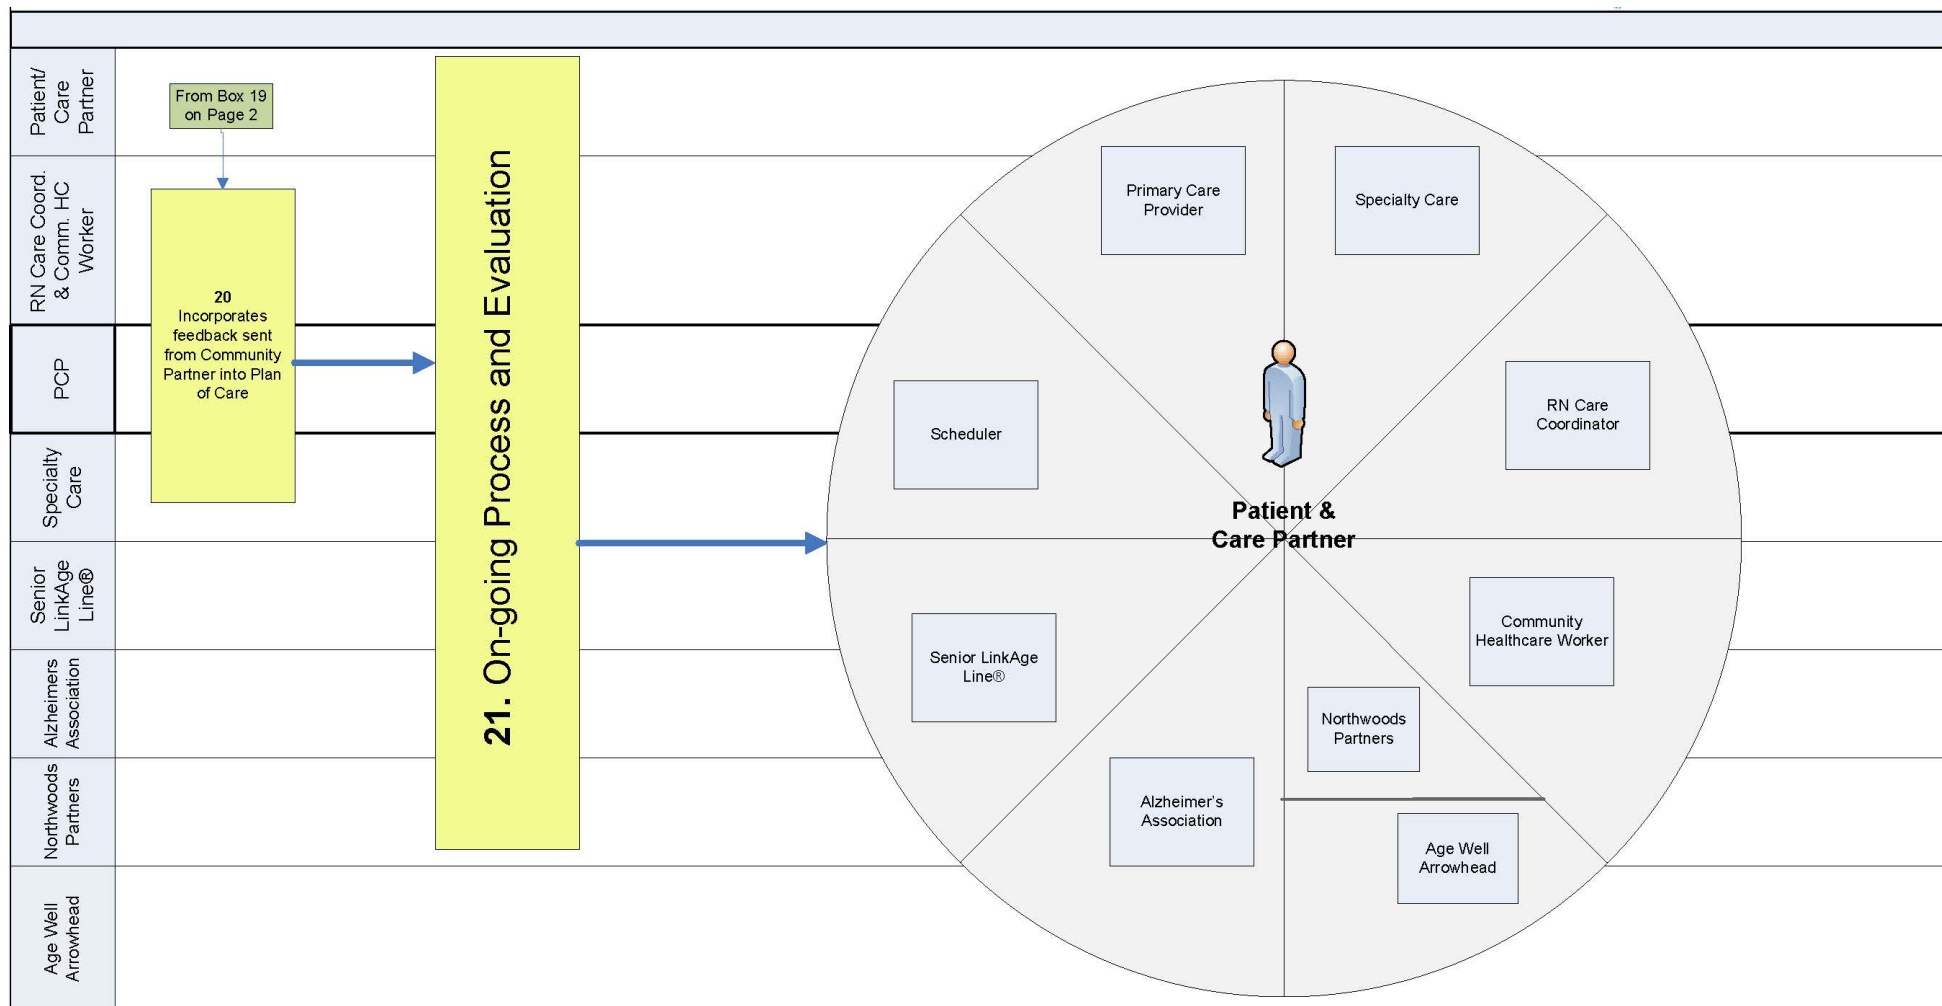 Patient/
Care
Partner
RN Care Coord.
& Comm. HC
Worker
PCP
Specialty
Care
Senior
LinkAge
Line®
Alzheimers
Association
Northwoods
Partners
Age Well
Arrowhead
From Box 19
on Page 2
20
Incorporates
feedback sent
from Community
Partner into Plan
of Care
21. On-going Process and Evaluation
Primary Care
Provider
Specialty Care
Scheduler
RN Care
Coordinator
Patient &
Care Partner
Senior LinkAge
Line®
Community
Healthcare Worker
Northwoods
Partners
Alzheimer's
Association
Age Well
Arrowhead